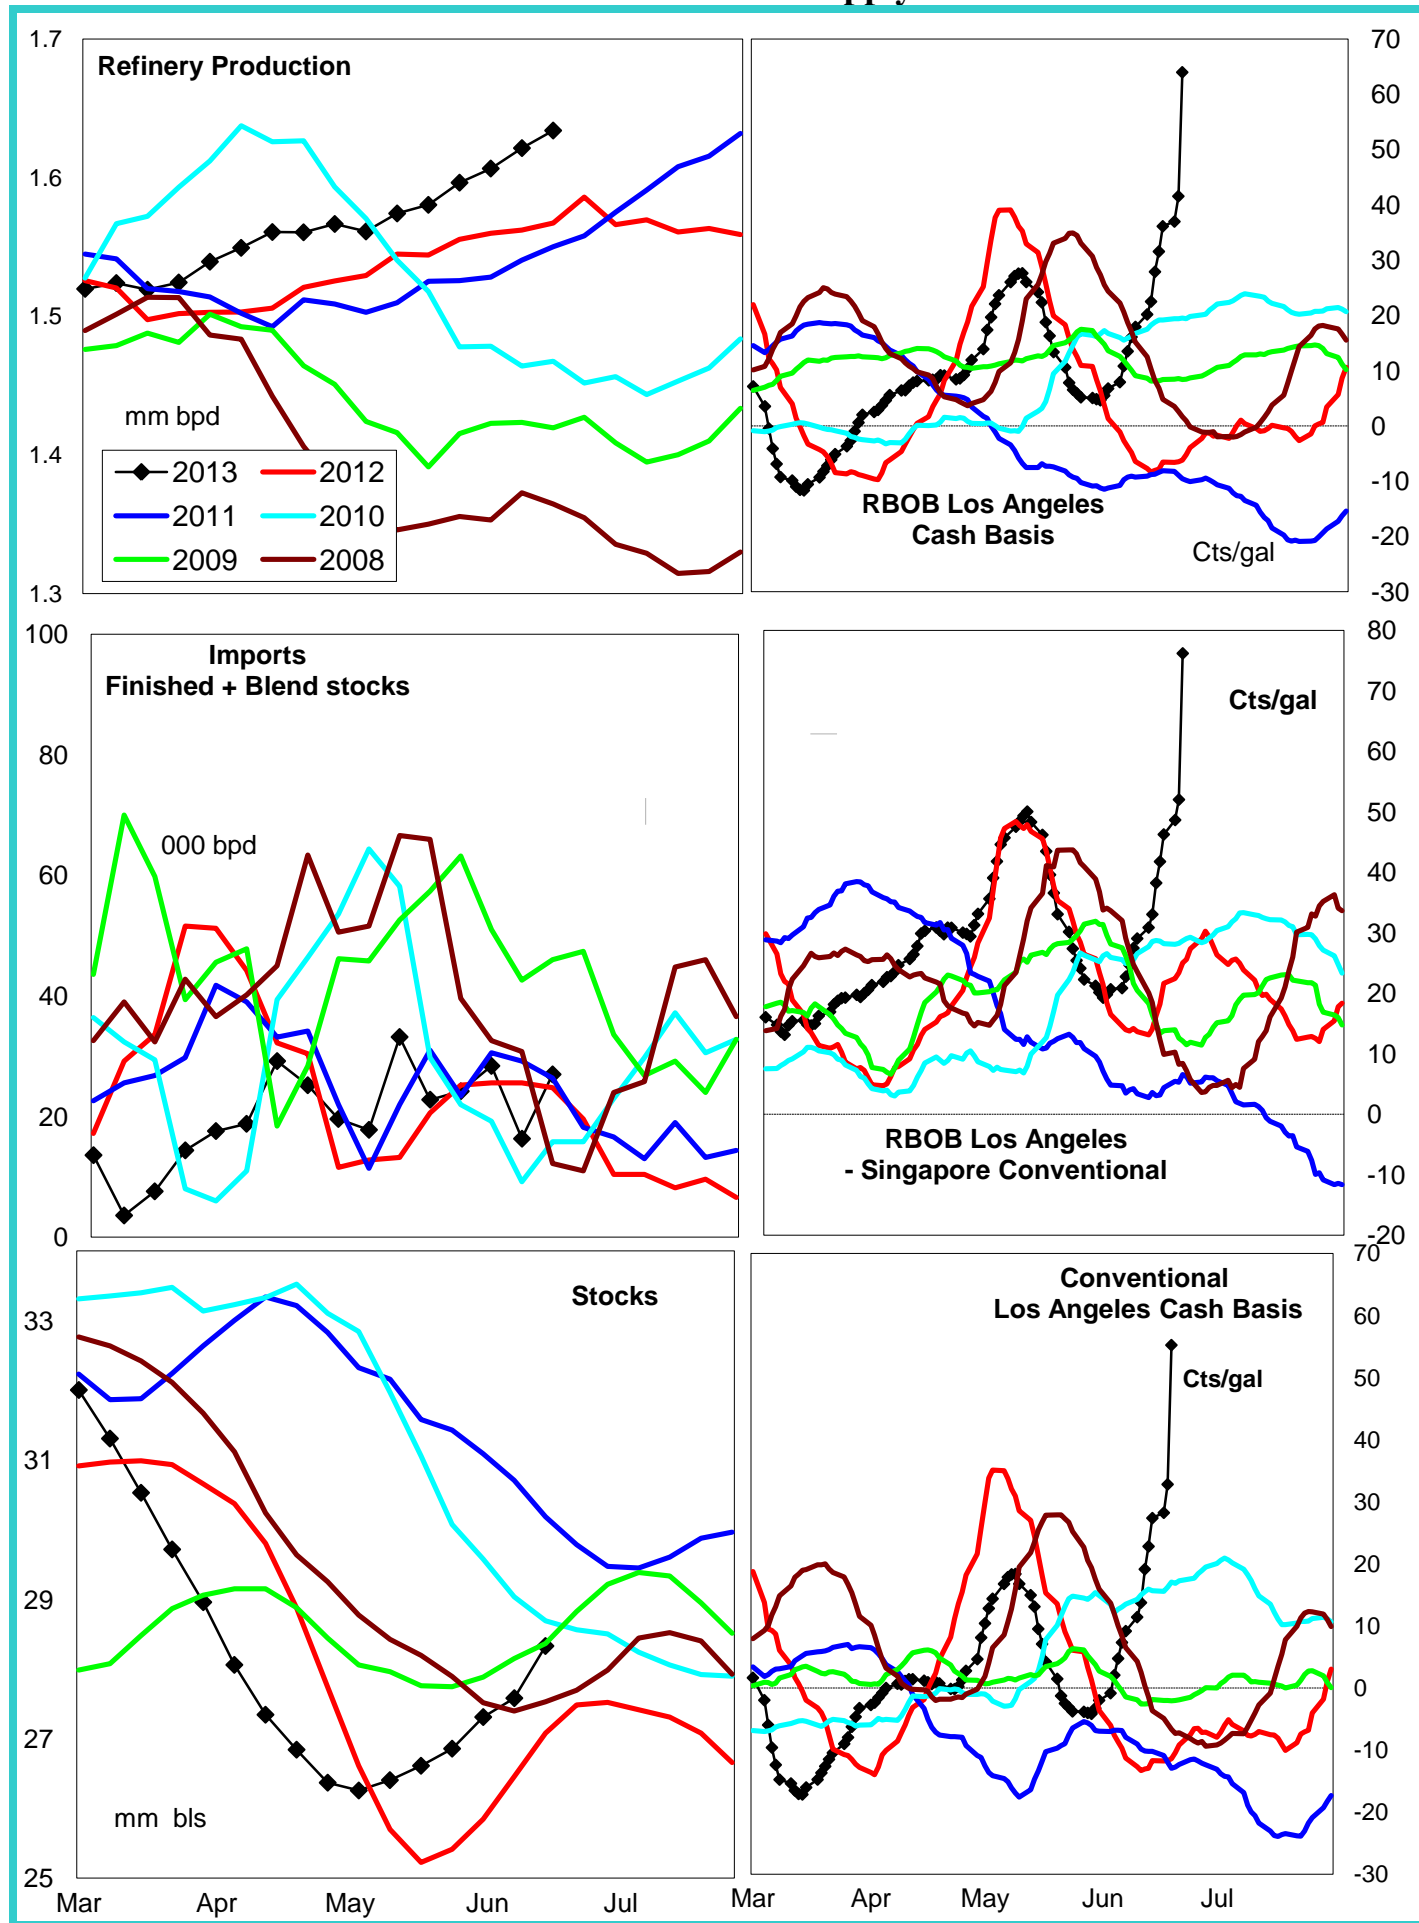 Refinery Production
1.7
1.6
1.5
1.4
1.3
mm bpd
2013 2012
2011 2010
2009 2008
70
60
50
40
30
20
10
0
-10
-20
-30
RBOB Los Angeles
Cash Basis
Cts/gal
100
80
60
40
20
0
Imports
Finished + Blend stocks
000 bpd
80
70
60
50
40
30
20
10
0
-10
-20
Cts/gal
RBOB Los Angeles
- Singapore Conventional
33
31
29
27
25
Stocks
mm bls
Mar Apr May Jun Jul
70
60
50
40
30
20
10
0
-10
-20
-30
Conventional
Los Angeles Cash Basis
Cts/gal
Mar Apr May Jun Jul